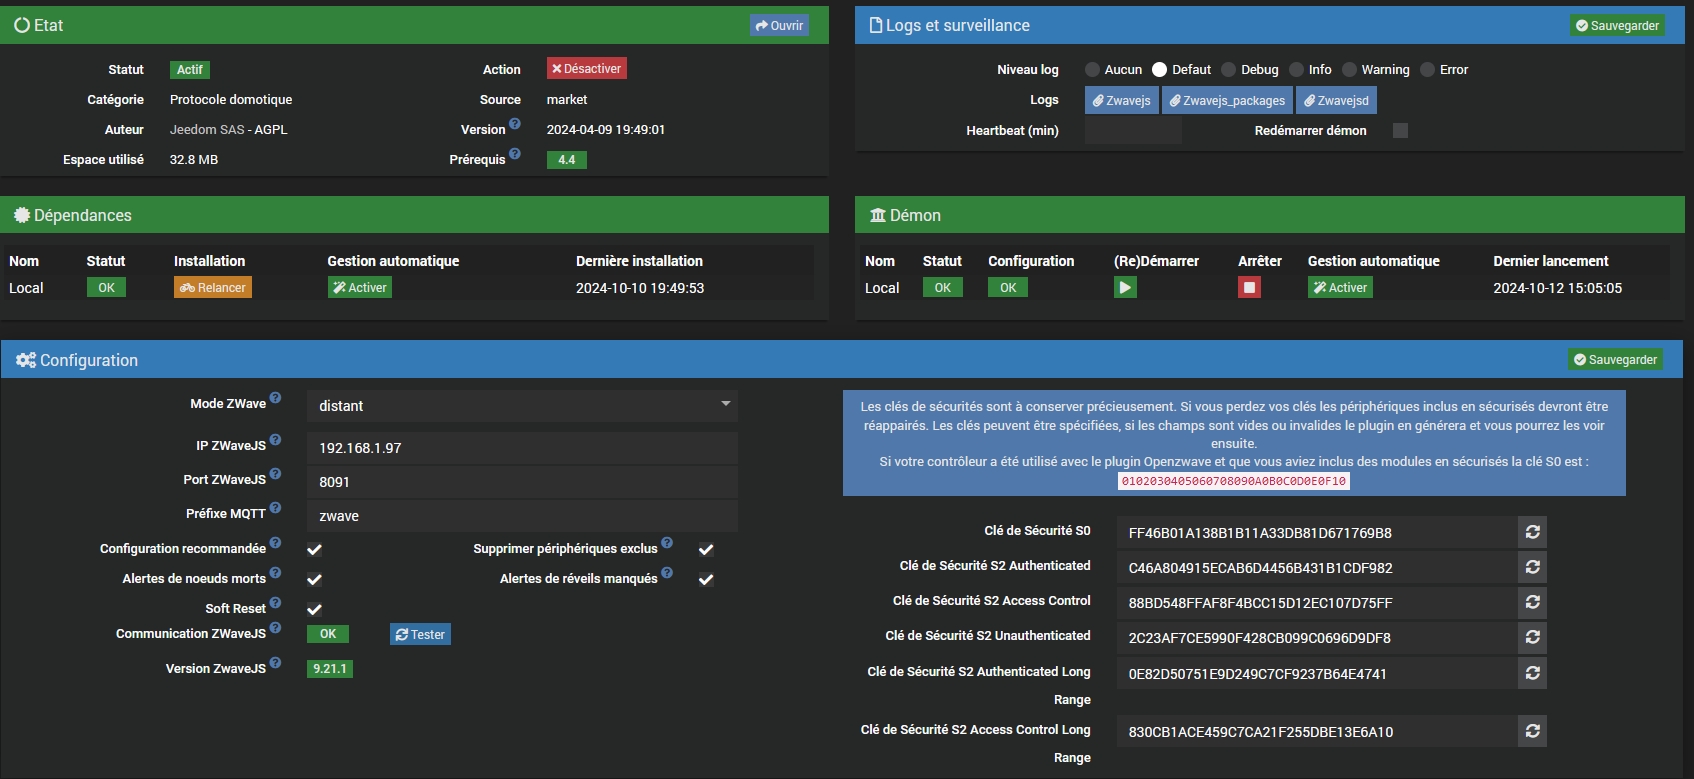 Etat
Ouvrir
Statut Actif Action Désactiver
Catégorie Protocole domotique Source market
Auteur Jeedom SAS - AGPL Version ? 2024-04-09 19:49:01
Espace utilisé 32.8 MB Prérequis ? 4.4
Logs et surveillance
Sauvegarder
Niveau log Aucun Defaut Debug Info Warning Error
Logs Zwavejs Zwavejs_packages Zwavejsd
Heartbeat (min) Redémarrer démon
Dépendances
Nom Statut Installation Gestion automatique Dernière installation
Local OK Relancer Activer 2024-10-10 19:49:53
Démon
Nom Statut Configuration (Re)Démarrer Arrêter Gestion automatique Dernier lancement
Local OK OK Activer 2024-10-12 15:05:05
Configuration
Sauvegarder
Mode ZWave ? distant
IP ZWaveJS ? 192.168.1.97
Port ZWaveJS ? 8091
Préfixe MQTT ? zwave
Configuration recommandée ? Supprimer périphériques exclus ?
Alertes de noeuds morts ? Alertes de réveils manqués ?
Soft Reset ?
Communication ZWaveJS ? OK Tester
Version ZwaveJS ? 9.21.1
Les clés de sécurités sont à conserver précieusement. Si vous perdez vos clés les périphériques inclus en sécurisés devront être
réappairés. Les clés peuvent être spécifiées, si les champs sont vides ou invalides le plugin en générera et vous pourrez les voir
ensuite.
Si votre contrôleur a été utilisé avec le plugin Openzwave et que vous aviez inclus des modules en sécurisés la clé S0 est :
0102030405060708090A0B0C0D0E0F10
Clé de Sécurité S0 FF46B01A138B1B11A33DB81D671769B8
Clé de Sécurité S2 Authenticated C46A804915ECAB6D4456B431B1CDF982
Clé de Sécurité S2 Access Control 88BD548FFAF8F4BCC15D12EC107D75FF
Clé de Sécurité S2 Unauthenticated 2C23AF7CE5990F428CB099C0696D9DF8
Clé de Sécurité S2 Authenticated Long 0E82D50751E9D249C7CF9237B64E4741
Range
Clé de Sécurité S2 Access Control Long 830CB1ACE459C7CA21F255DBE13E6A10
Range